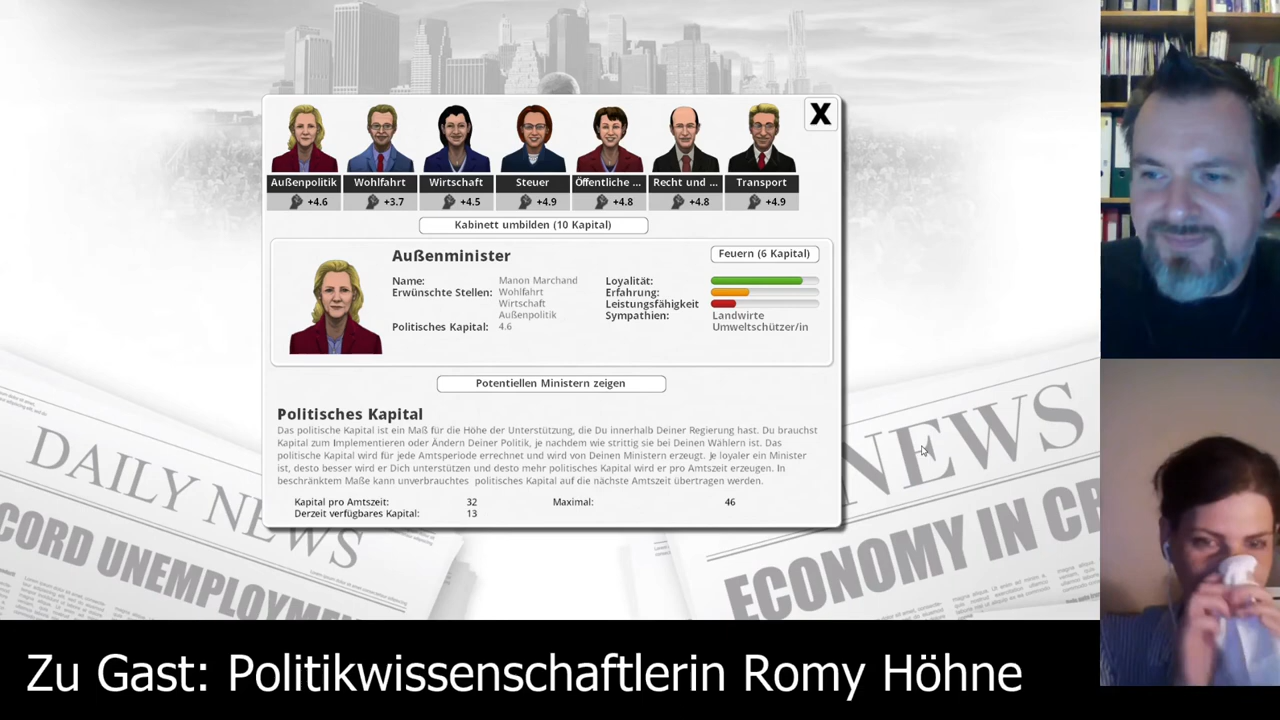 X
Außenpolitik Wohlfahrt Wirtschaft Steuer Öffentliche ... Recht und ... Transport
+4.6 +3.7 +4.5 +4.9 +4.8 +4.8 +4.9
Kabinett umbilden (10 Kapital)
Außenminister
Feuern (6 Kapital)
Name: Manon Marchand
Erwünschte Stellen: Wohlfahrt
Wirtschaft
Außenpolitik
Politisches Kapital: 4.6
Loyalität:
Erfahrung:
Leistungsfähigkeit
Sympathien: Landwirte
Umweltschützer/in
Potentiellen Ministern zeigen
Politisches Kapital
Das politische Kapital ist ein Maß für die Höhe der Unterstützung, die Du innerhalb Deiner Regierung hast. Du brauchst
Kapital zum Implementieren oder Ändern Deiner Politik, je nachdem wie strittig sie bei Deinen Wählern ist. Das
politische Kapital wird für jede Amtsperiode errechnet und wird von Deinen Ministern erzeugt. Je loyaler ein Minister
ist, desto besser wird er Dich unterstützen und desto mehr politisches Kapital wird er pro Amtszeit erzeugen. In
beschränktem Maße kann unverbrauchtes politisches Kapital auf die nächste Amtszeit übertragen werden.
Kapital pro Amtszeit: 32 Maximal: 46
Derzeit verfügbares Kapital: 13
DAILY NEWS
CORD UNEMPLOYME
NEWS
ECONOMY IN CR
Zu Gast: Politikwissenschaftlerin Romy Höhne